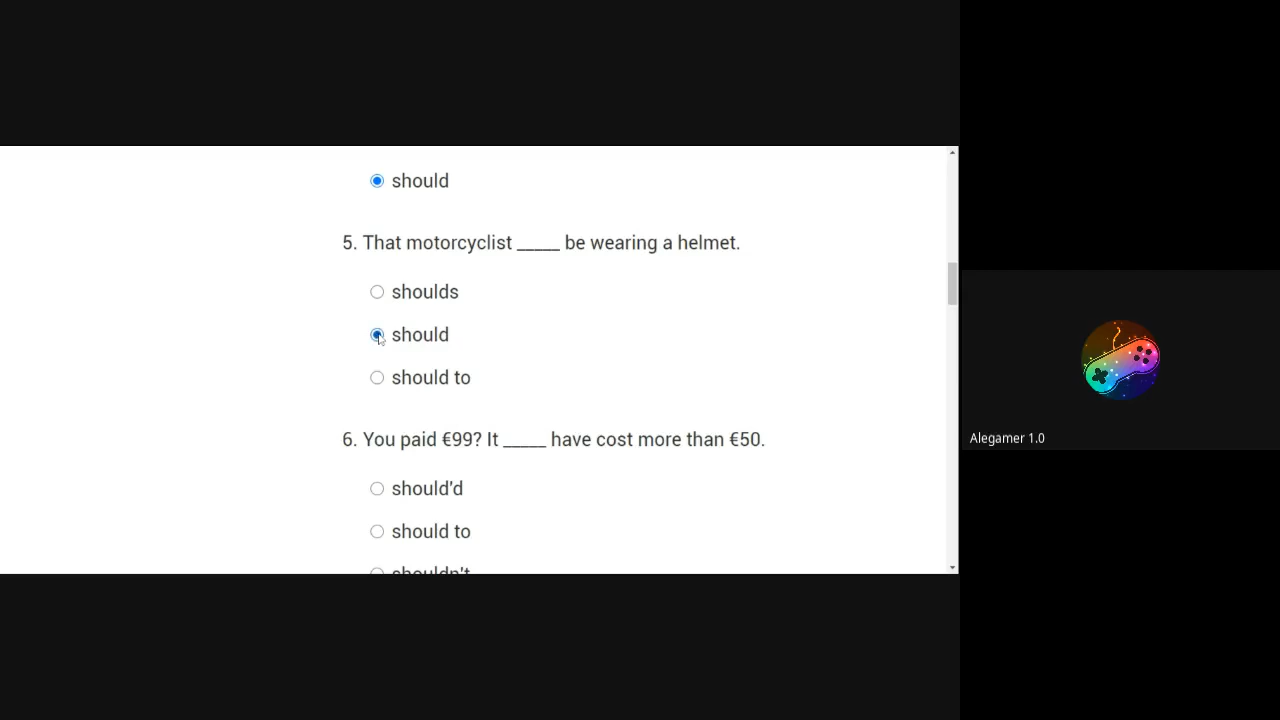 should
5. That motorcyclist _____ be wearing a helmet.
shoulds
should
should to
6. You paid €99? It _____ have cost more than €50.
should'd
should to
shouldn't
Alegamer 1.0